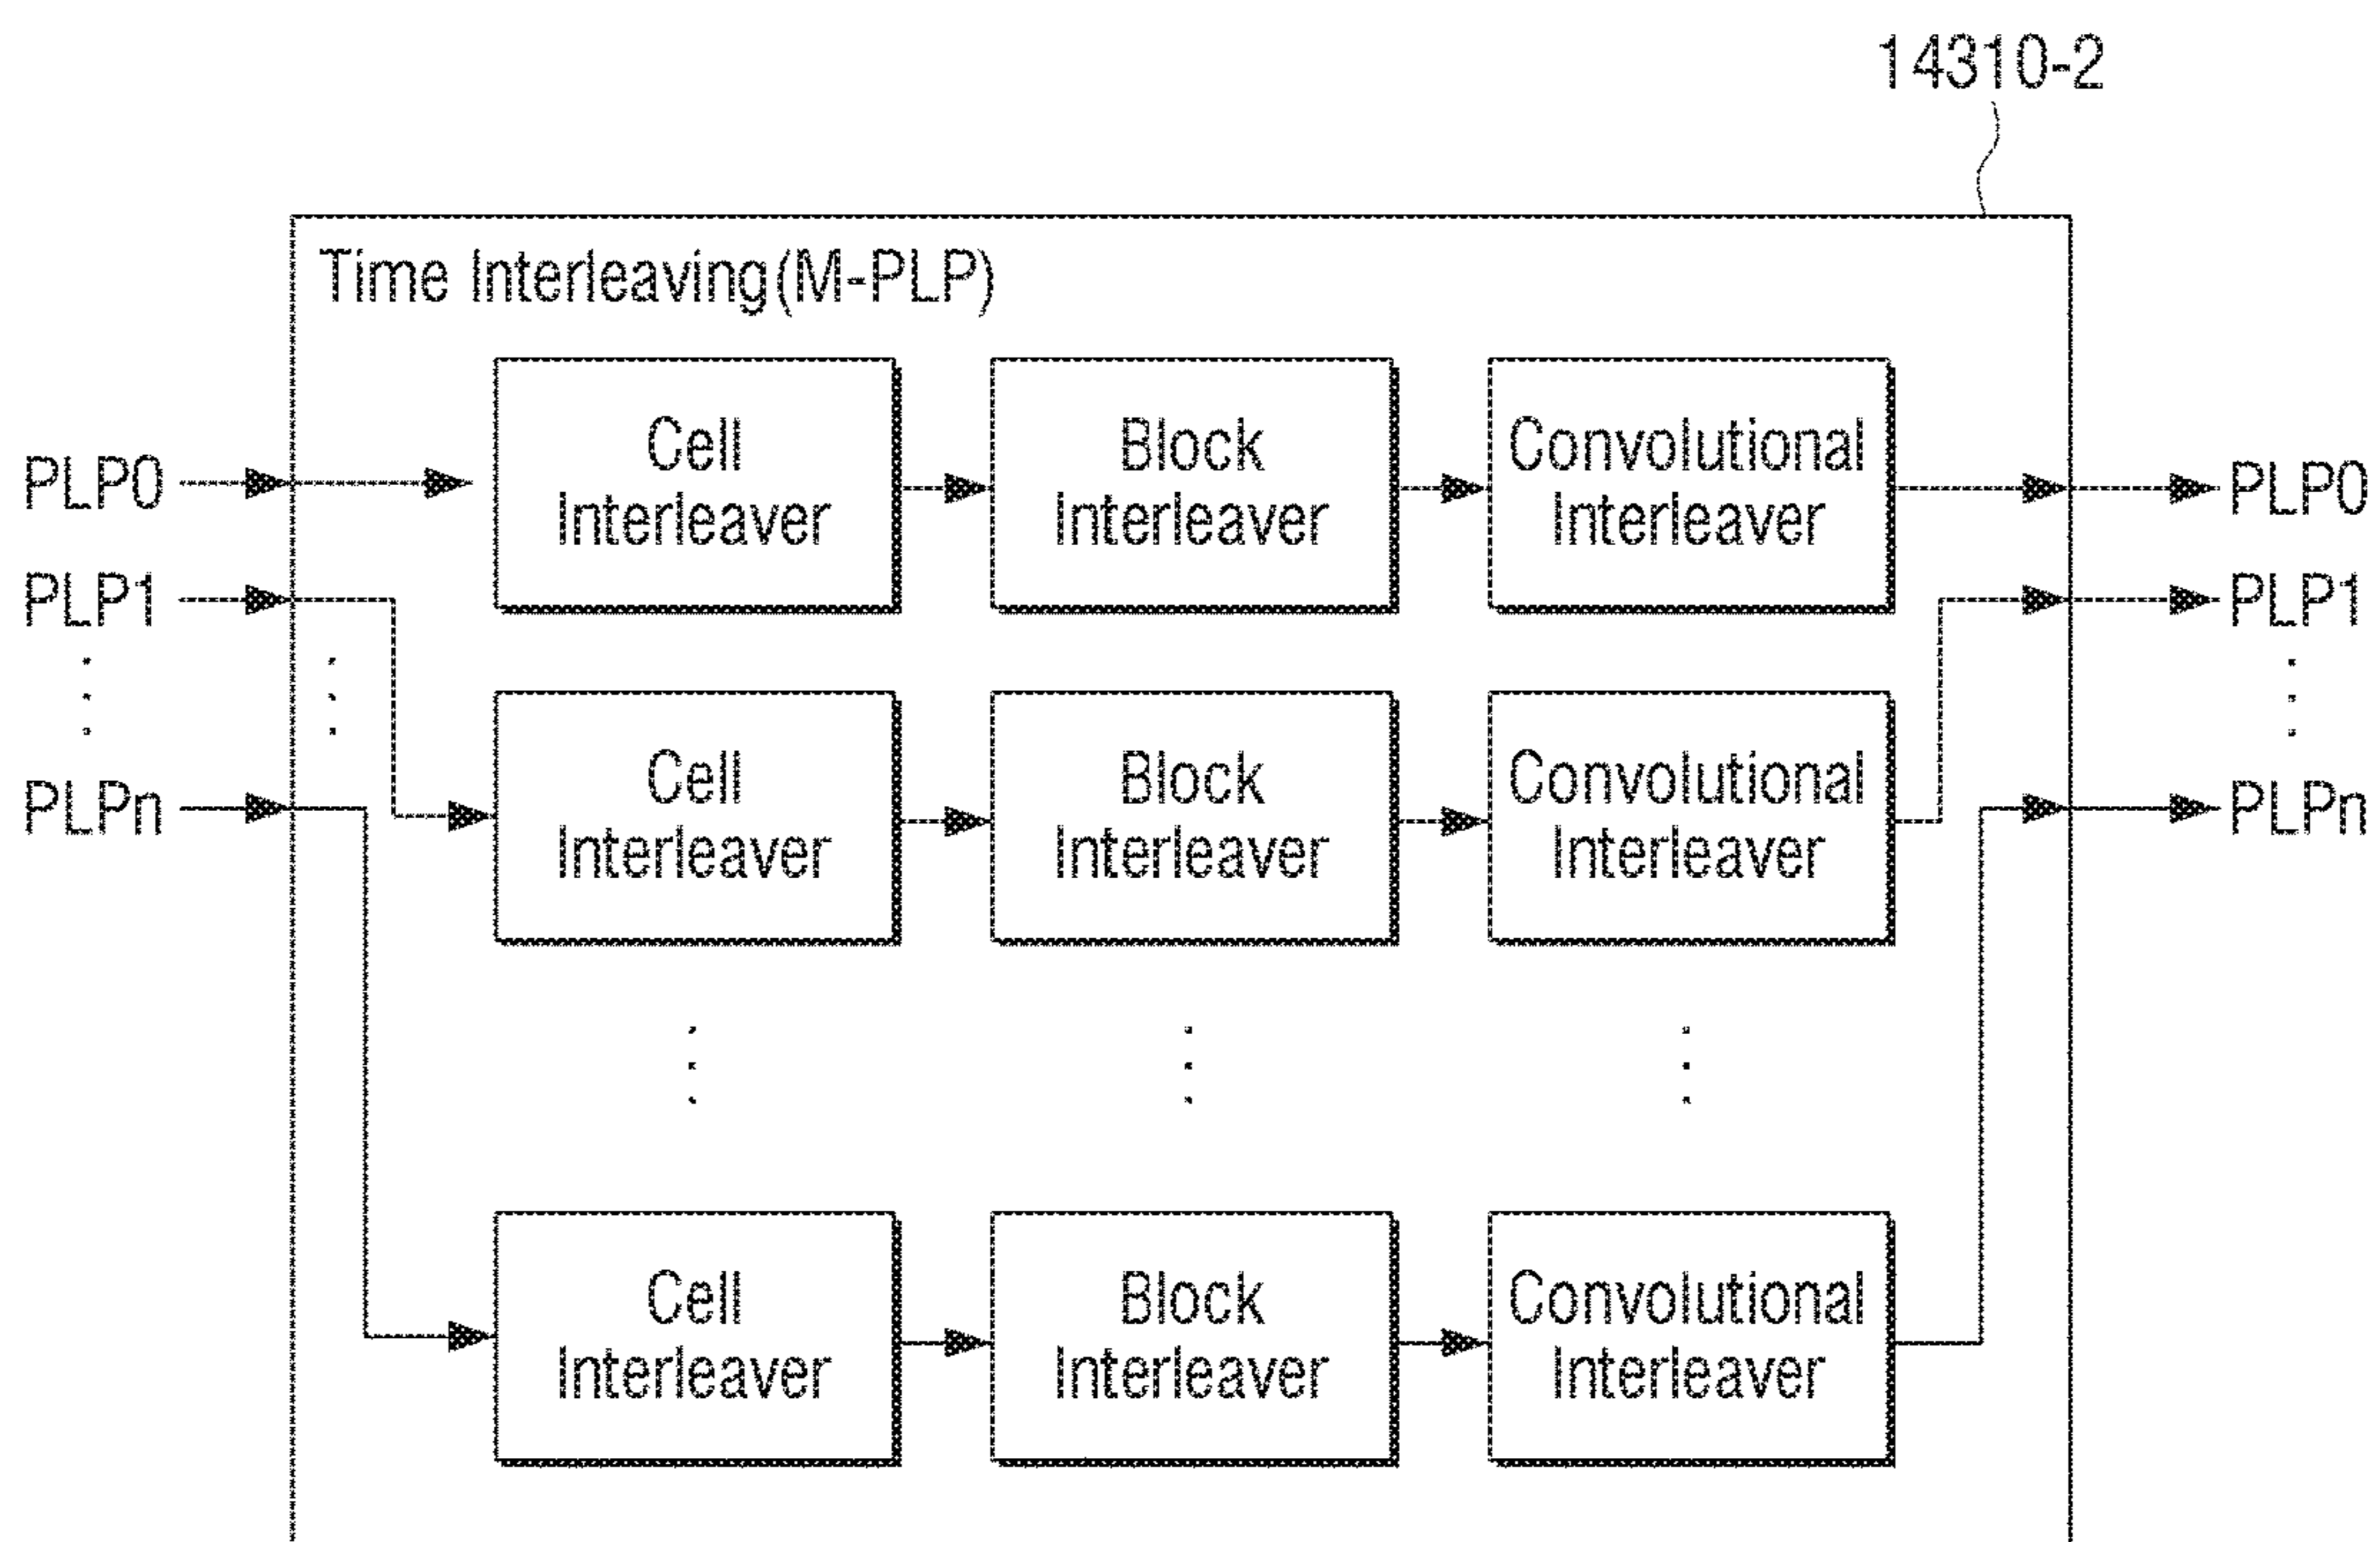 14310-2
Time Interleaving(M-PLP)
Cell
Interleaver
Block
Interleaver
Convolutional
Interleaver
PLP0
PLP0
PLP1
PLP1
Cell
Interleaver
Block
Interleaver
Convolutional
Interleaver
PLPn
PLPn
Cell
Interleaver
Block
Interleaver
Convolutional
Interleaver